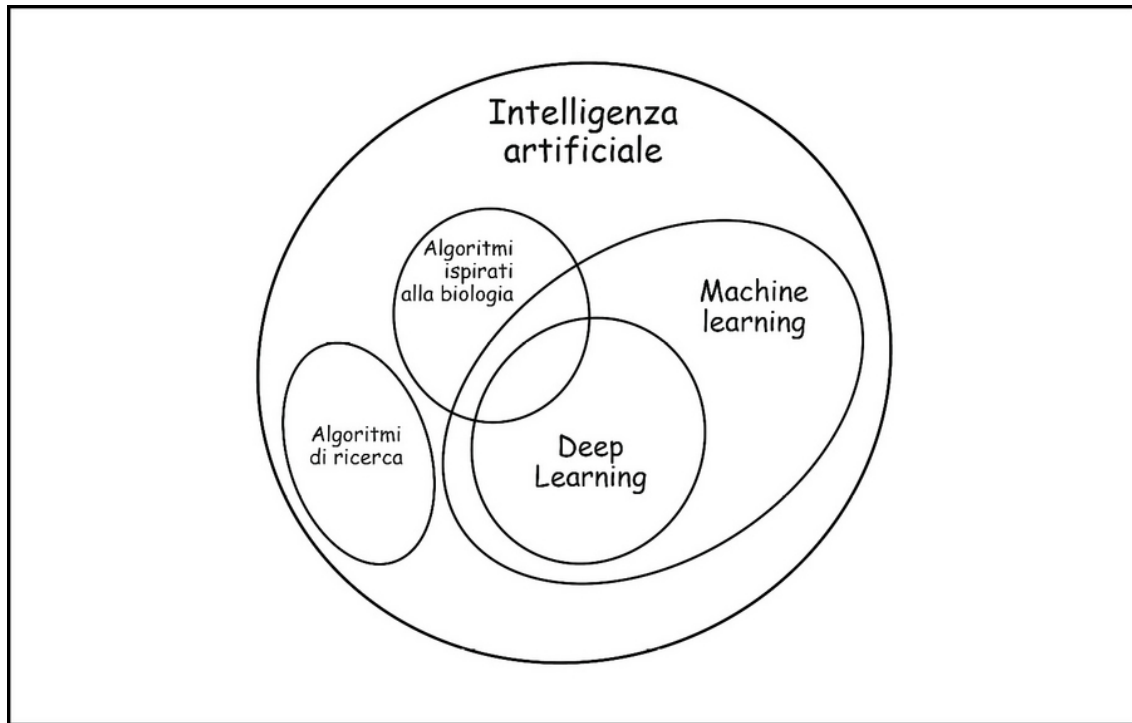 Intelligenza
artificiale
Algoritmi
ispirati
alla biologia
Machine
learning
Algoritmi
di ricerca
Deep
Learning